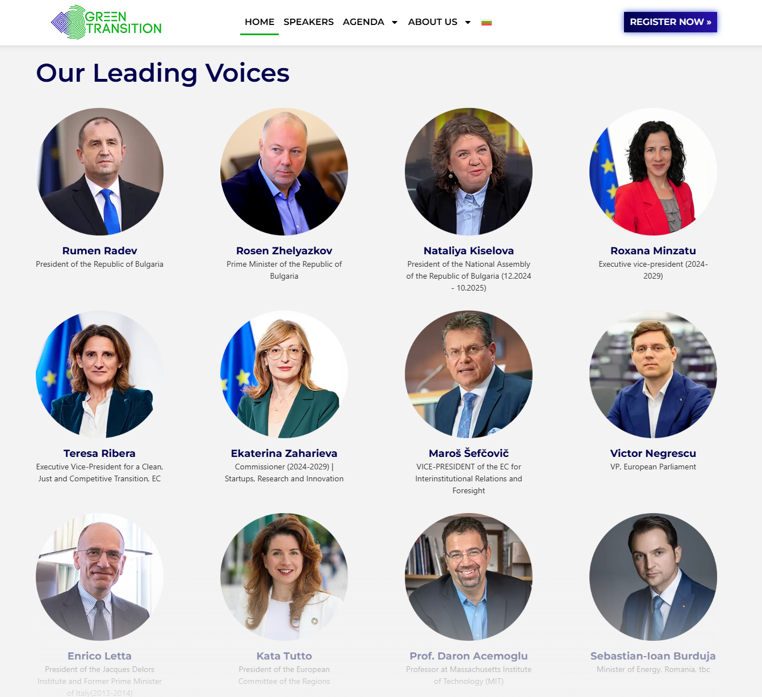 GREEN
TRANSITION
HOME SPEAKERS AGENDA ABOUT US
REGISTER NOW »
Our Leading Voices
Rumen Radev
President of the Republic of Bulgaria
Rosen Zhelyazkov
Prime Minister of the Republic of
Bulgaria
Nataliya Kiselova
President of the National Assembly
of the Republic of Bulgaria (12.2024
- 10.2025)
Roxana Minzatu
Executive vice-president (2024-
2029)
Teresa Ribera
Executive Vice-President for a Clean,
Just and Competitive Transition, EC
Ekaterina Zaharieva
Commissioner (2024-2029) |
Startups, Research and Innovation
Maroš Šefčovič
VICE-PRESIDENT of the EC for
Interinstitutional Relations and
Foresight
Victor Negrescu
VP, European Parliament
Enrico Letta
President of the Jacques Delors
Institute and Former Prime Minister
of Italy(2013-2014)
Kata Tutto
President of the European
Committee of the Regions
Prof. Daron Acemoglu
Professor at Massachusetts Institute
of Technology (MIT)
Sebastian-Ioan Burduja
Minister of Energy, Romania, tbc